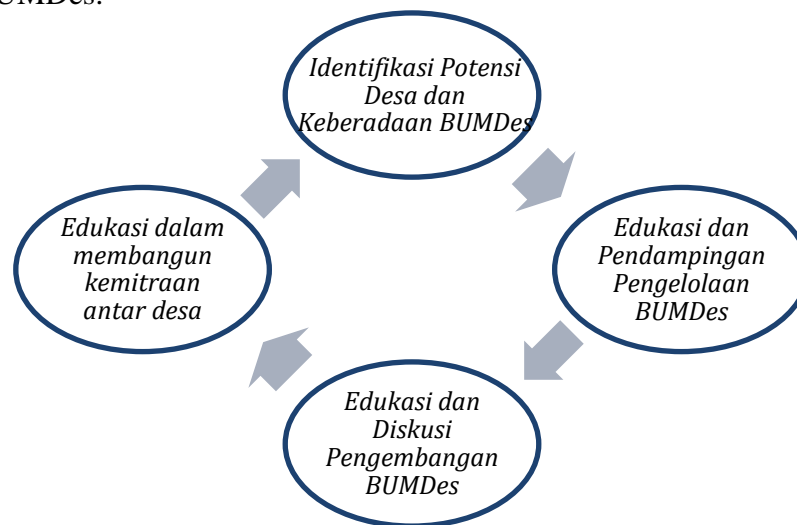 UMDes.
Identifikasi Potensi
Desa dan
Keberadaan BUMDes
Edukasi dan
Pendampingan
Pengelolaan
BUMDes
Edukasi dan
Diskusi
Pengembangan
BUMDes
Edukasi dalam
membangun
kemitraan
antar desa